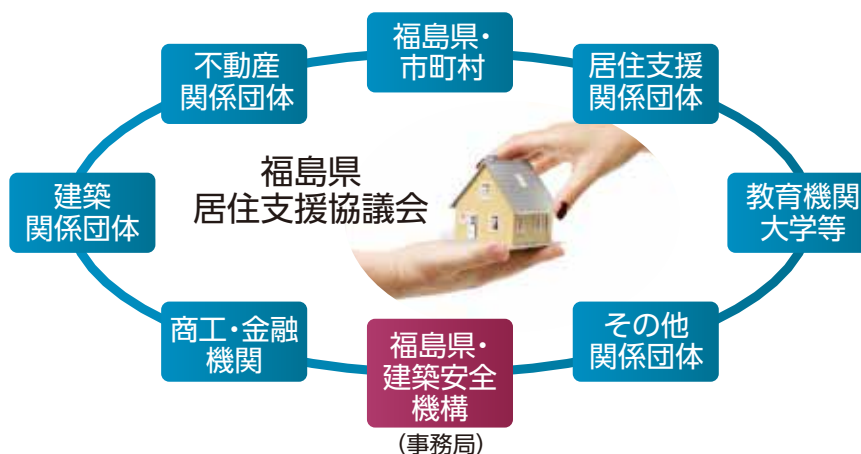 福島県・
市町村
不動産
関係団体
居住支援
関係団体
福島県
居住支援協議会
建築
関係団体
教育機関
大学等
商工・金融
機関
福島県・
建築安全
機構
(事務局)
その他
関係団体